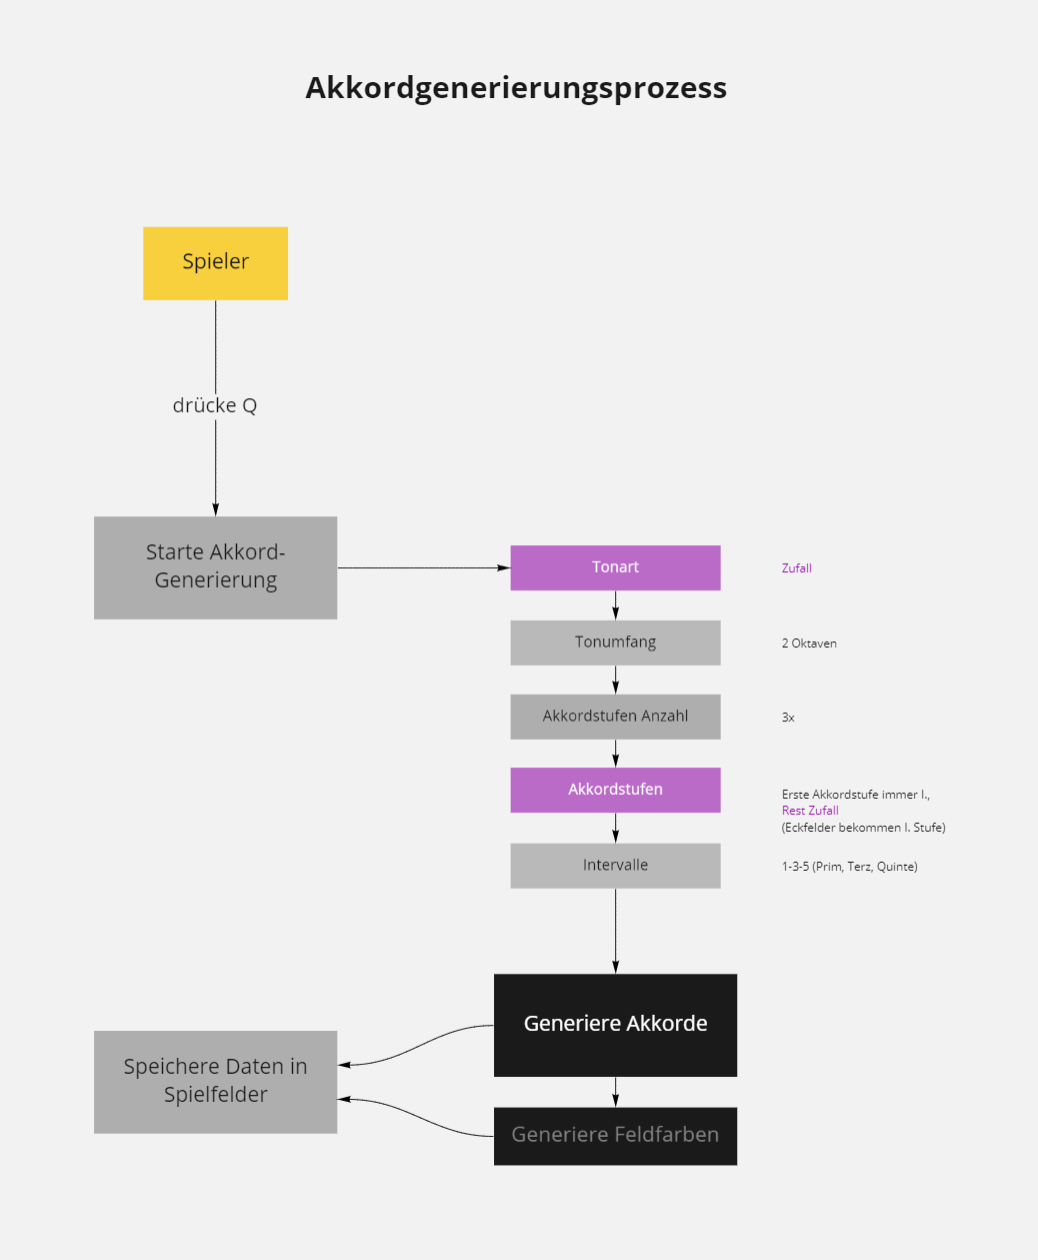 Akkordgenerierungsprozess
Spieler
drücke Q
Starte Akkord-
Generierung
Tonart
Zufall
Tonumfang
2 Oktaven
Akkordstufen Anzahl
3x
Akkordstufen
Erste Akkordstufe immer I.,
Rest Zufall
(Eckfelder bekommen I. Stufe)
Intervalle
1-3-5 (Prim, Terz, Quinte)
Generiere Akkorde
Speichere Daten in
Spielfelder
Generiere Feldfarben